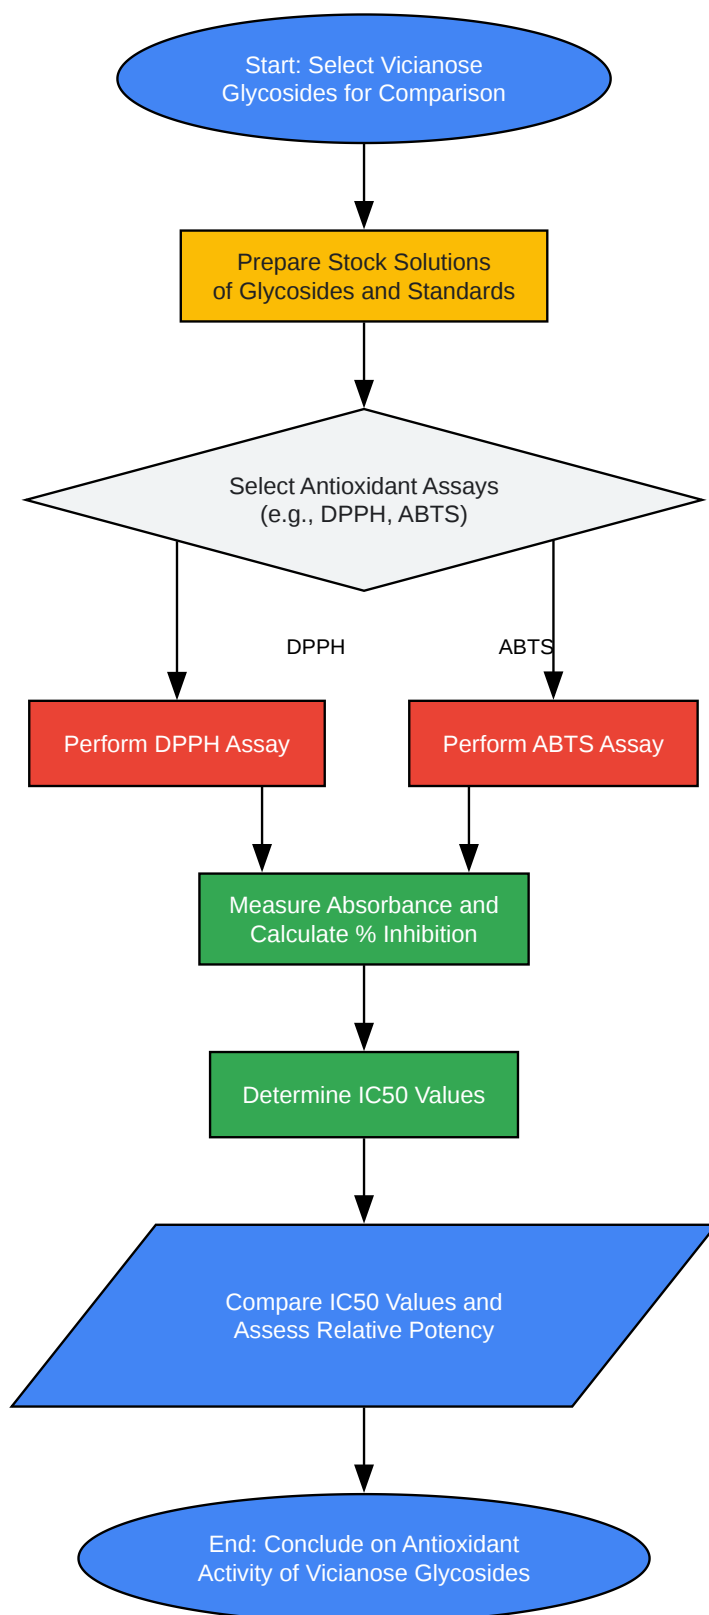 Start: Select Vicianose
Glycosides for Comparison
Prepare Stock Solutions
of Glycosides and Standards
Select Antioxidant Assays
(e.g., DPPH, ABTS)
DPPH
ABTS
Perform DPPH Assay
Perform ABTS Assay
Measure Absorbance and
Calculate % Inhibition
Determine IC50 Values
Compare IC50 Values and
Assess Relative Potency
End: Conclude on Antioxidant
Activity of Vicianose Glycosides